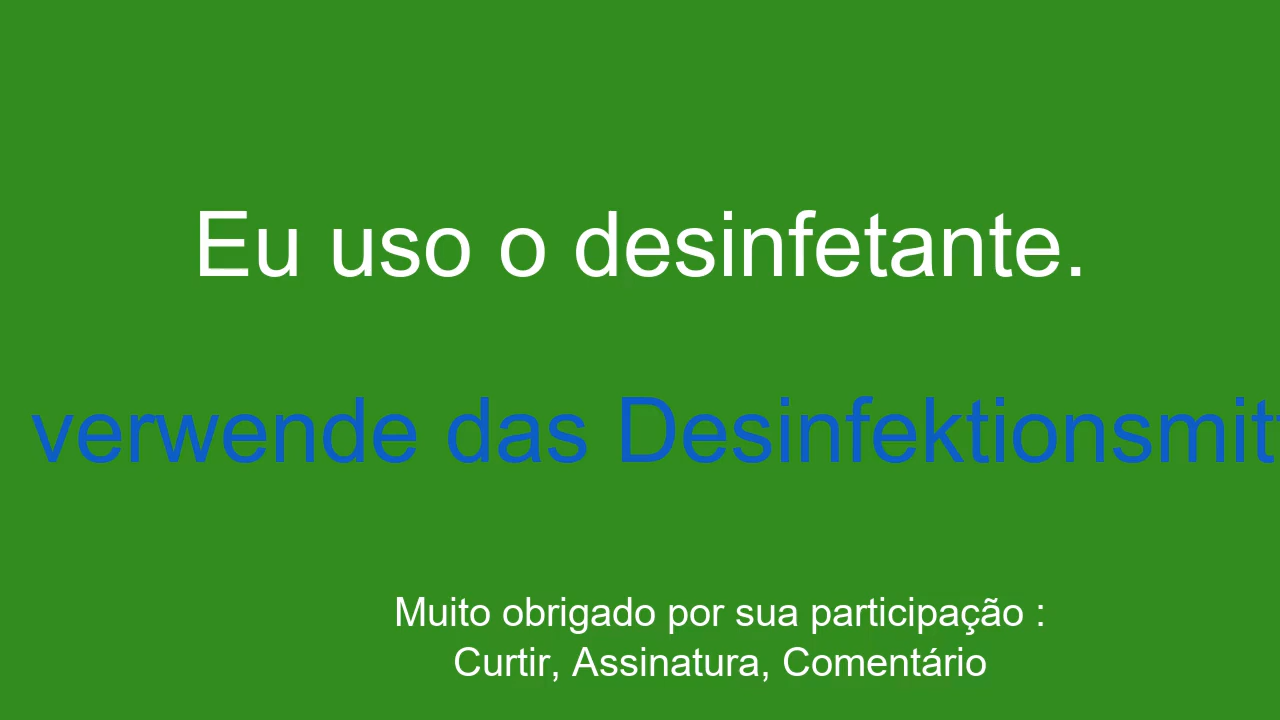 Eu uso o desinfetante.
verwende das Desinfektionsmit
Muito obrigado por sua participação :
Curtir, Assinatura, Comentário